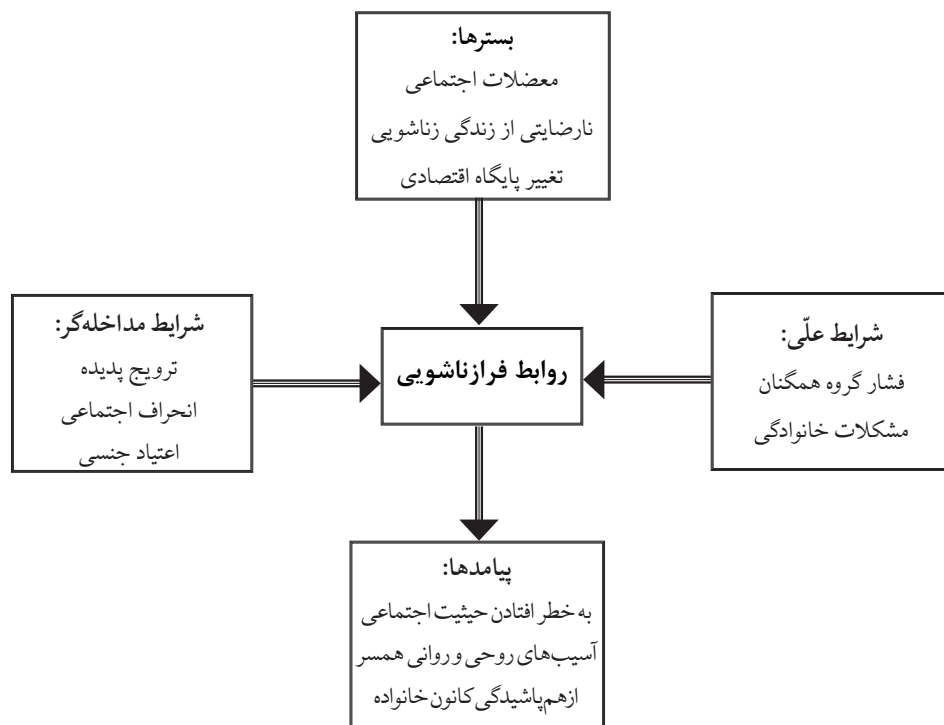 بسترها:
معضلات اجتماعی
نارضایتی از زندگی زناشویی
تغییر پایگاه اقتصادی
شرایط علّی:
فشار گروه همگنان
مشکلات خانوادگی
روابط فرازناشویی
شرایط مداخله‌گر:
ترویج پدیده
انحراف اجتماعی
اعتیاد جنسی
پیامدها:
به خطر افتادن حیثیت اجتماعی
آسیب‌های روحی و روانی همسر
ازهم‌پاشیدگی کانون خانواده